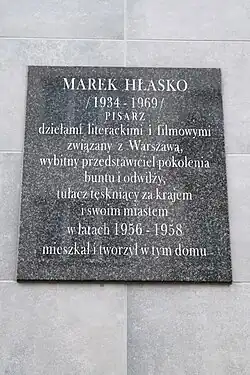 MAREK HŁASKO
/1934 - 1969/
PISARZ
dziełami literackimi i filmowymi
związany z Warszawą,
wybitny przedstawiciel pokolenia
buntu i odwilży,
tułacz tęskniący za krajem
i swoim miastem
w latach 1956 - 1958
mieszkał i tworzył w tym domu